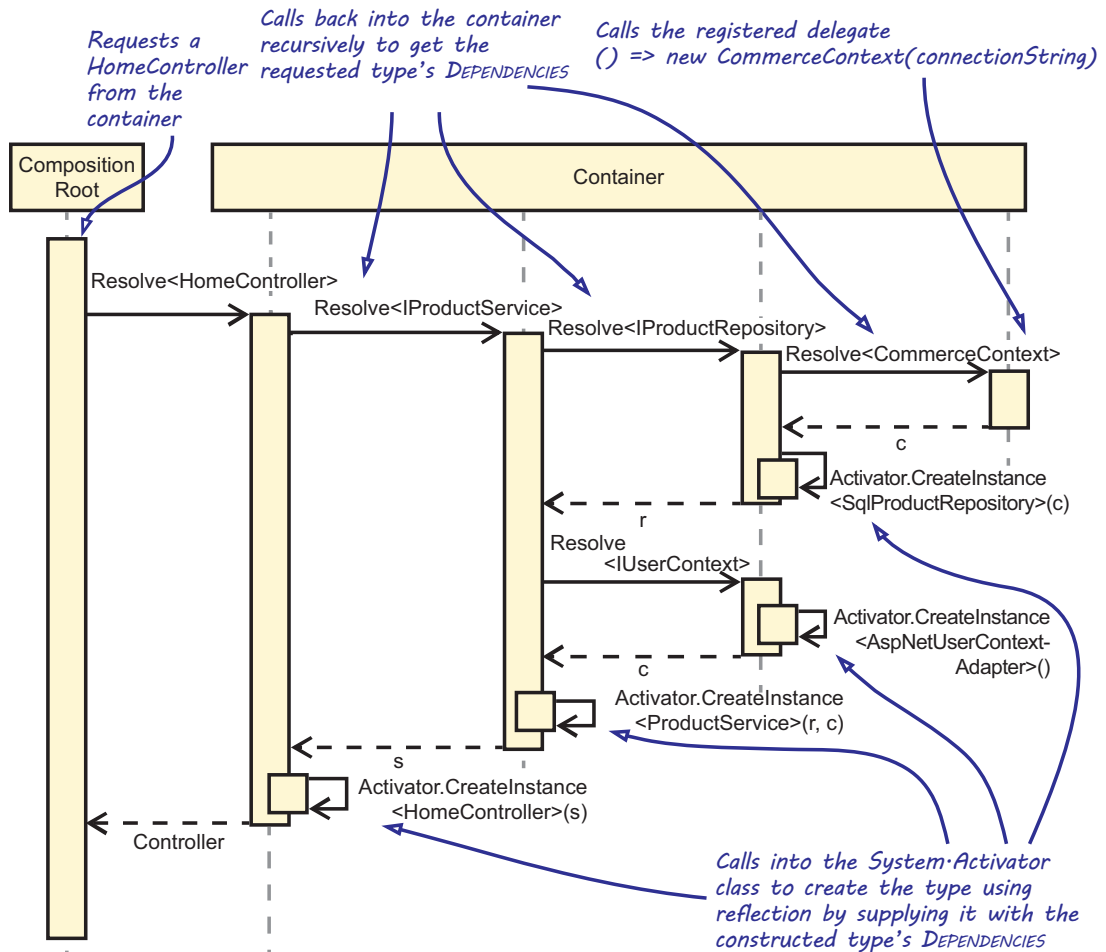 Requests a
HomeController
from the
container
Calls back into the container
recursively to get the
requested type's DEPENDENCIES
Calls the registered delegate
() => new CommerceContext(connectionString)
Composition
Root
Container
Resolve<HomeController>
Resolve<IProductService>
Resolve<IProductRepository>
Resolve<CommerceContext>
c
Activator.CreateInstance
<SqlProductRepository>(c)
r
Resolve
<IUserContext>
Activator.CreateInstance
<AspNetUserContext-
Adapter>()
c
Activator.CreateInstance
<ProductService>(r, c)
s
Activator.CreateInstance
<HomeController>(s)
Controller
Calls into the System.Activator
class to create the type using
reflection by supplying it with the
constructed type's DEPENDENCIES